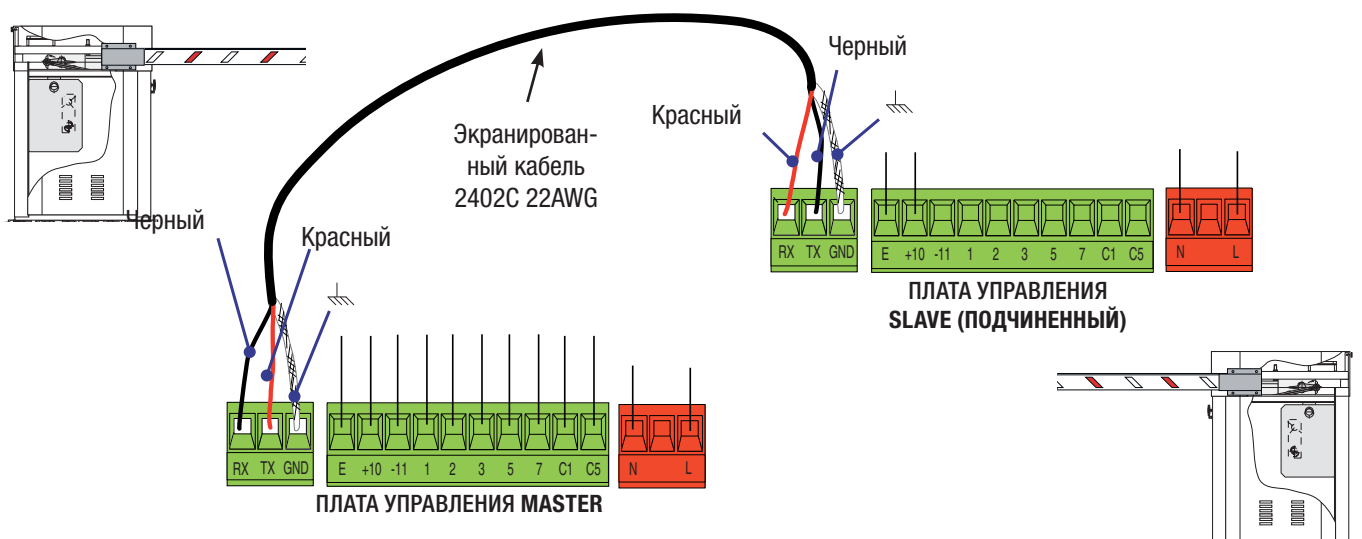 Черный
Красный
Экранирован-
ный кабель
2402C 22AWG
RX TX GND
E +10 -11 1 2 3 5 7 C1 C5
N L
ПЛАТА УПРАВЛЕНИЯ
SLAVE (ПОДЧИНЕННЫЙ)
Черный
Красный
RX TX GND
E +10 -11 1 2 3 5 7 C1 C5
N L
ПЛАТА УПРАВЛЕНИЯ MASTER